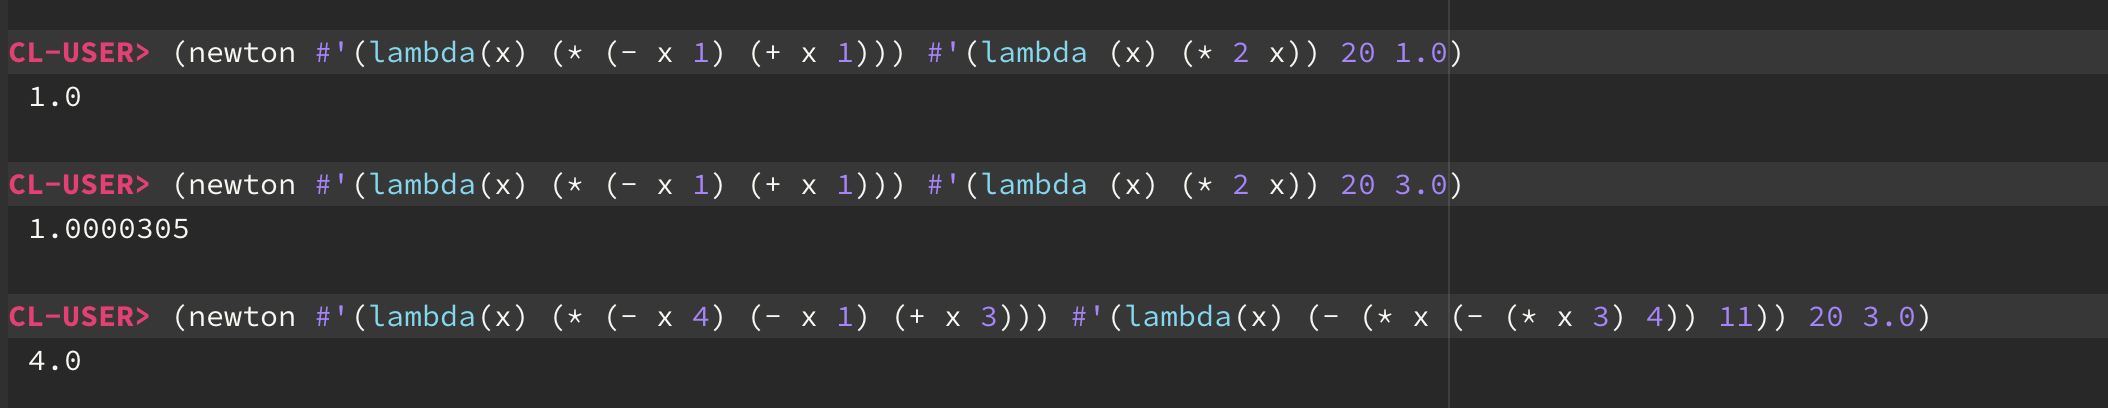 CL-USER> (newton #'(lambda(x) (* (- x 1) (+ x 1))) #'(lambda (x) (* 2 x)) 20 1.0)
1.0
CL-USER> (newton #'(lambda(x) (* (- x 1) (+ x 1))) #'(lambda (x) (* 2 x)) 20 3.0)
1.0000305
CL-USER> (newton #'(lambda(x) (* (- x 4) (- x 1) (+ x 3))) #'(lambda(x) (- (* x (- (* x 3) 4)) 11)) 20 3.0)
4.0